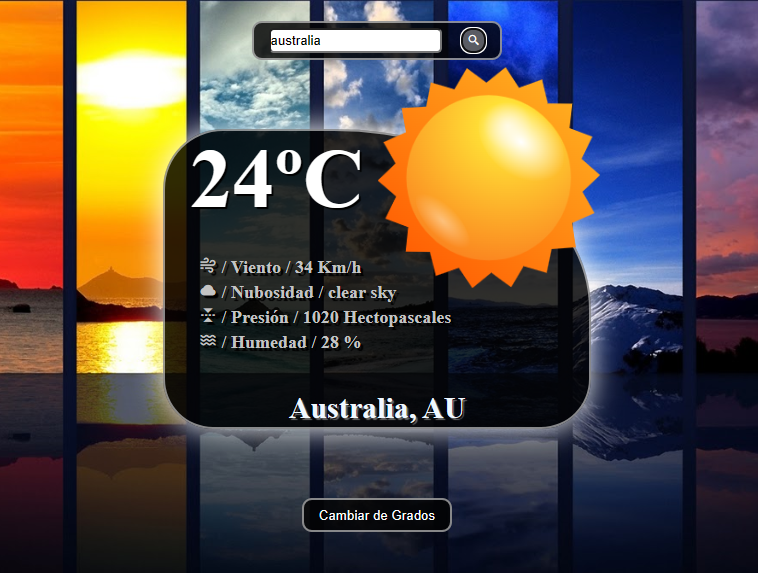 australia
24ºC
/ Viento / 34 Km/h
/ Nubosidad / clear sky
/ Presión / 1020 Hectopascales
/ Humedad / 28 %
Australia, AU
Cambiar de Grados